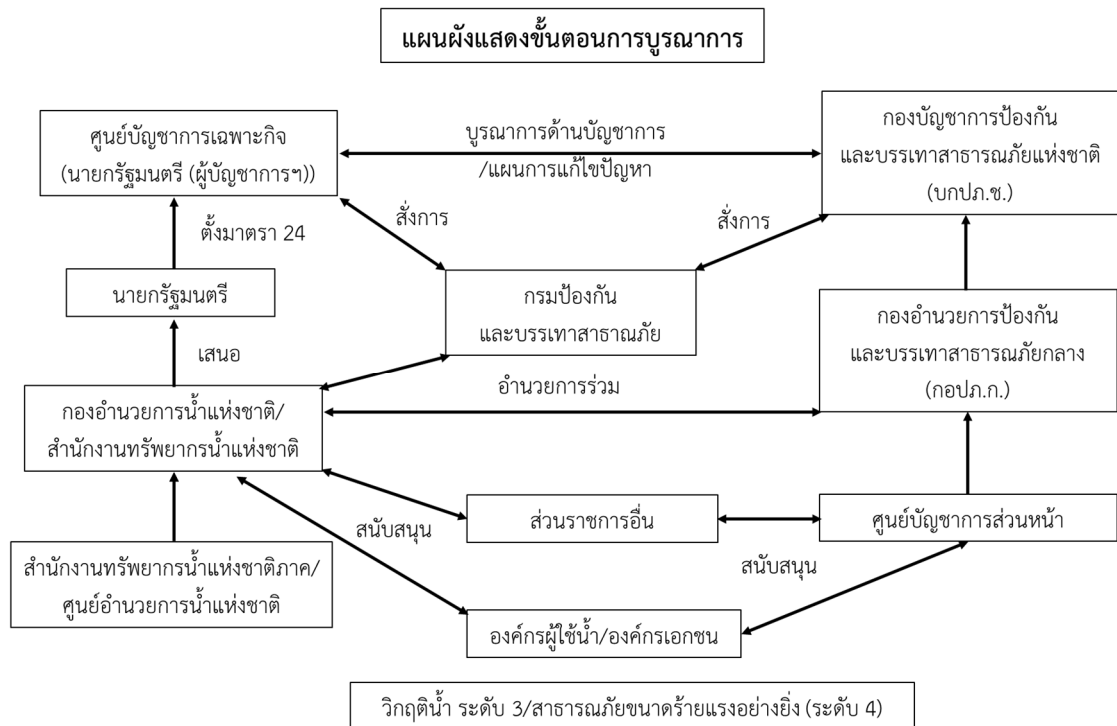 แผนผังแสดงขั้นตอนการบูรณาการ
ศูนย์บัญชาการเฉพาะกิจ
(นายกรัฐมนตรี (ผู้บัญชาการฯ))
บูรณาการด้านบัญชาการ
/แผนการแก้ไขปัญหา
กองบัญชาการป้องกัน
และบรรเทาสาธารณภัยแห่งชาติ
(บกปภ.ช.)
ตั้งมาตรา 24
สั่งการ
สั่งการ
นายกรัฐมนตรี
กรมป้องกัน
และบรรเทาสาธาณภัย
กองอำนวยการป้องกัน
และบรรเทาสาธารณภัยกลาง
(กอปภ.ก.)
เสนอ
อำนวยการร่วม
กองอำนวยการน้ำแห่งชาติ/
สำนักงานทรัพยากรน้ำแห่งชาติ
ส่วนราชการอื่น
ศูนย์บัญชาการส่วนหน้า
สนับสนุน
สนับสนุน
สำนักงานทรัพยากรน้ำแห่งชาติภาค/
ศูนย์อำนวยการน้ำแห่งชาติ
องค์กรผู้ใช้น้ำ/องค์กรเอกชน
วิกฤติน้ำ ระดับ 3/สาธารณภัยขนาดร้ายแรงอย่างยิ่ง (ระดับ 4)